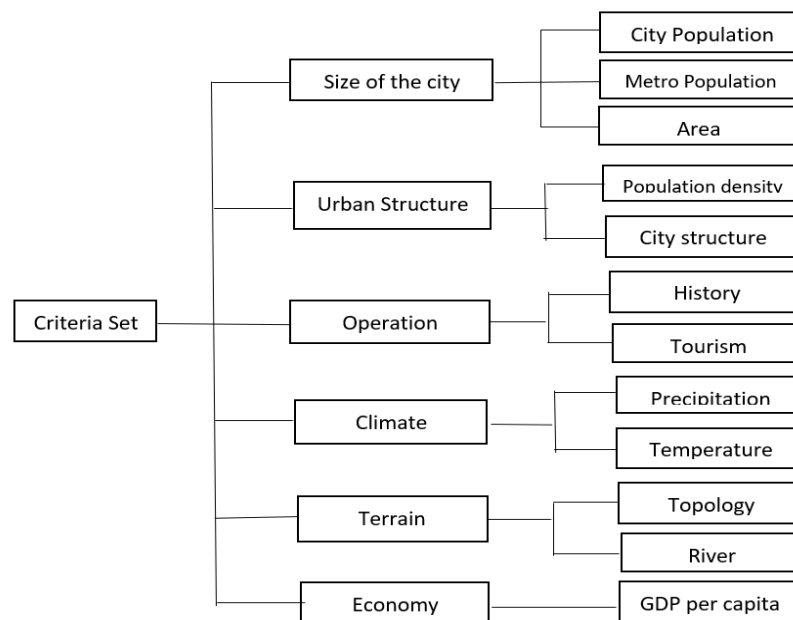 City Population
Size of the city
Metro Population
Area
Population density
Urban Structure
City structure
History
Criteria Set
Operation
Tourism
Precipitation
Climate
Temperature
Topology
Terrain
River
Economy
GDP per capita